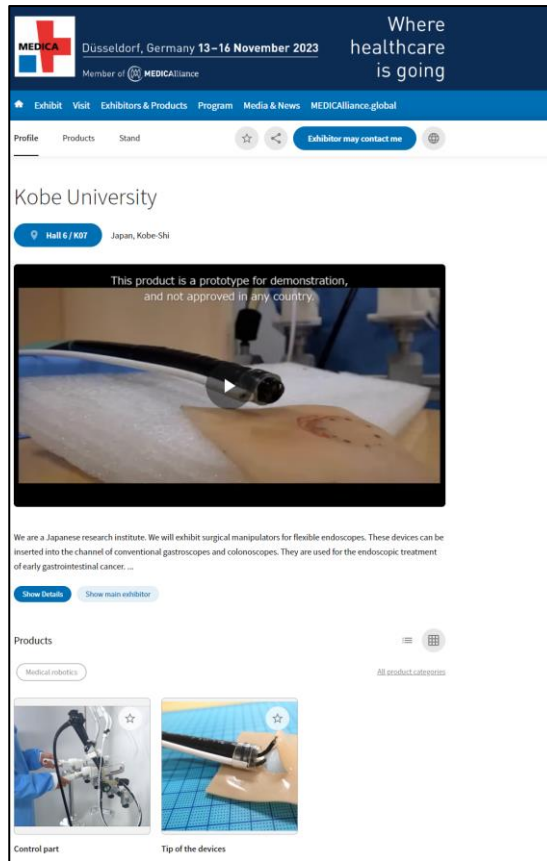 Where
healthcare
is going
MEDICA
Düsseldorf, Germany 13–16 November 2023
Member of MEDICAlliance
Exhibit Visit Exhibitors & Products Program Media & News MEDICAlliance.global
Profile Products Stand Exhibitor may contact me
Kobe University
Hall 6 / K07 Japan, Kobe-Shi
This product is a prototype for demonstration,
and not approved in any country.
We are a Japanese research institute. We will exhibit surgical manipulators for flexible endoscopes. These devices can be
inserted into the channel of conventional gastroscopes and colonoscopes. They are used for the endoscopic treatment
of early gastrointestinal cancer. ...
Show Details Show main exhibitor
Products
Medical robotics All product categories
Control part Tip of the devices